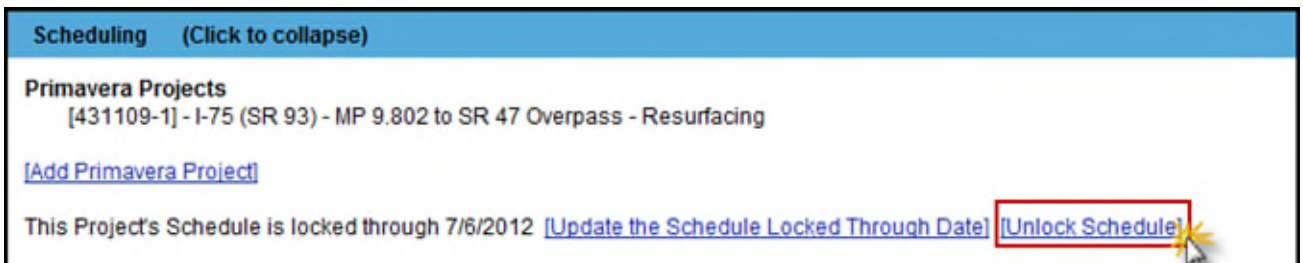 Scheduling (Click to collapse)
Primavera Projects
[431109-1] - I-75 (SR 93) - MP 9.802 to SR 47 Overpass - Resurfacing
[Add Primavera Project]
This Project's Schedule is locked through 7/6/2012 [Update the Schedule Locked Through Date] [Unlock Schedule]